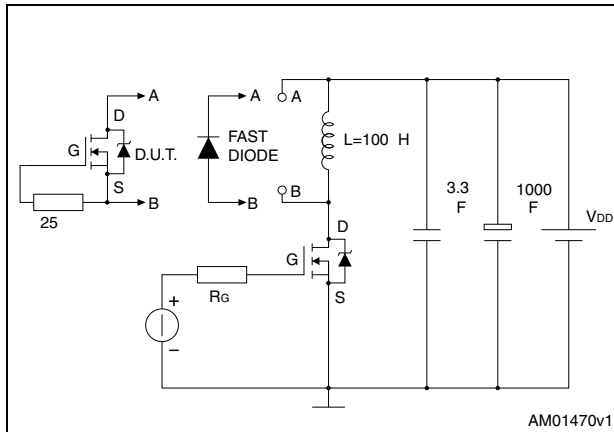 A
D
G
D.U.T.
S
B
25
A
FAST
DIODE
B
A
L=100 H
B
D
G
S
RG
+
–
3.3
F
1000
F
VDD
AM01470v1